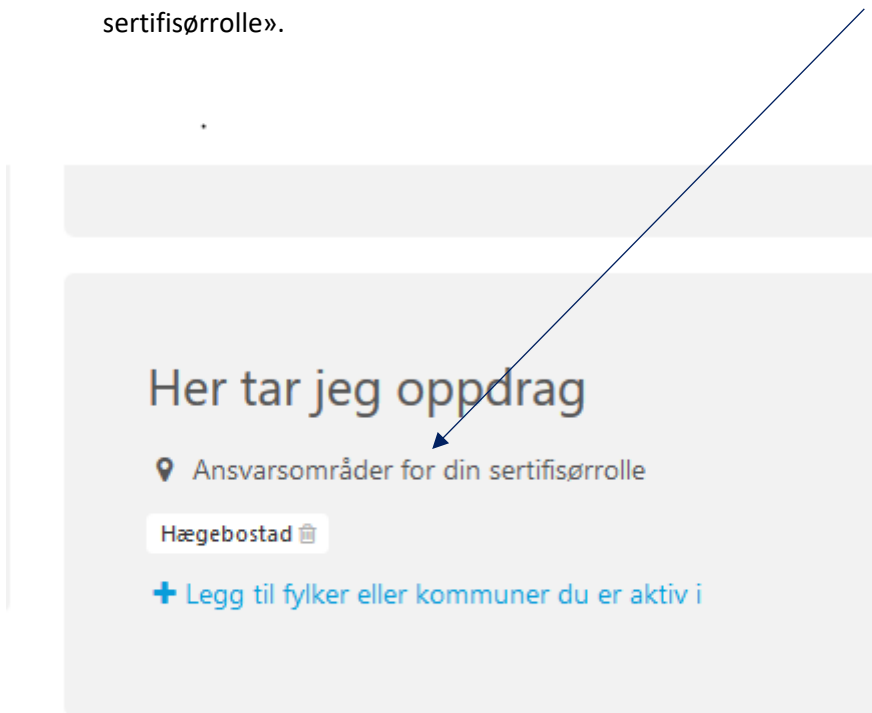 sertifisørrolle».
Her tar jeg oppdrag
Ansvarsområder for din sertifisørrolle
Hægebostad
Legg til fylker eller kommuner du er aktiv i